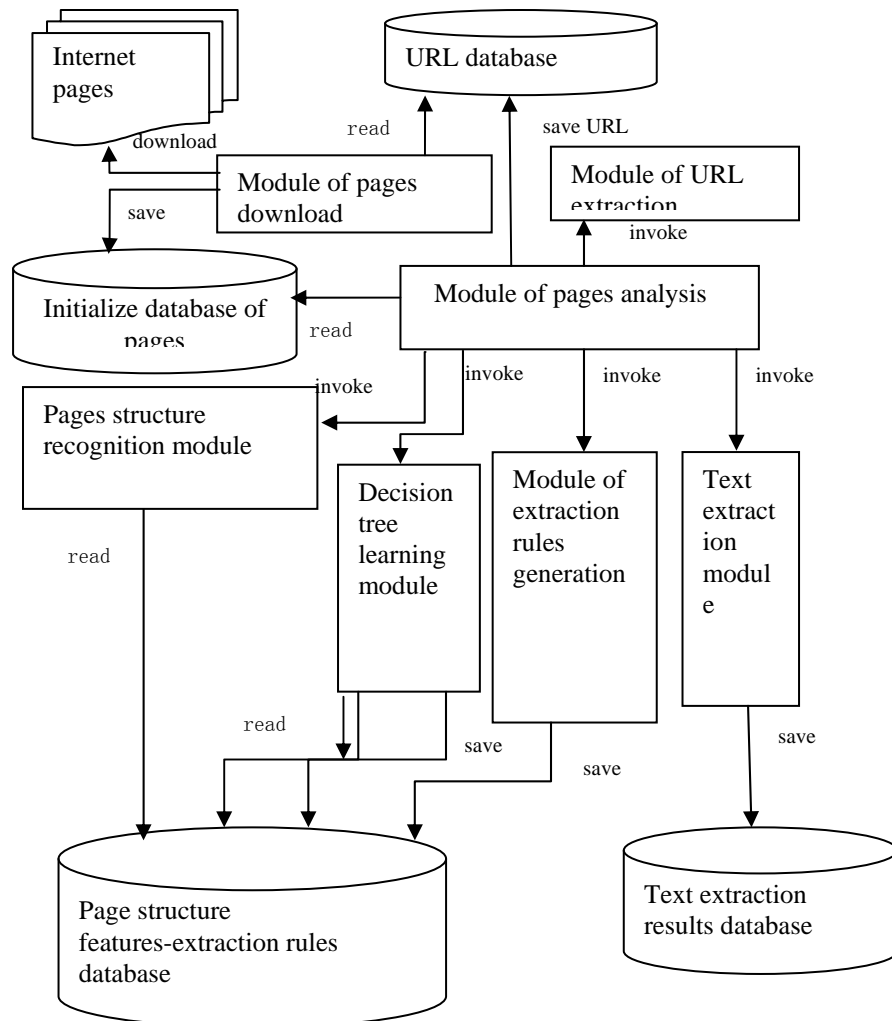 Internet
pages
URL database
download
read
save URL
Module of pages
download
Module of URL
extraction
save
invoke
Initialize database of
pages
read
Module of pages analysis
invoke
invoke
invoke
invoke
Pages structure
recognition module
Decision
tree
learning
module
Module of
extraction
rules
generation
Text
extract
ion
modul
e
read
read
save
save
save
Page structure
features-extraction rules
database
Text extraction
results database